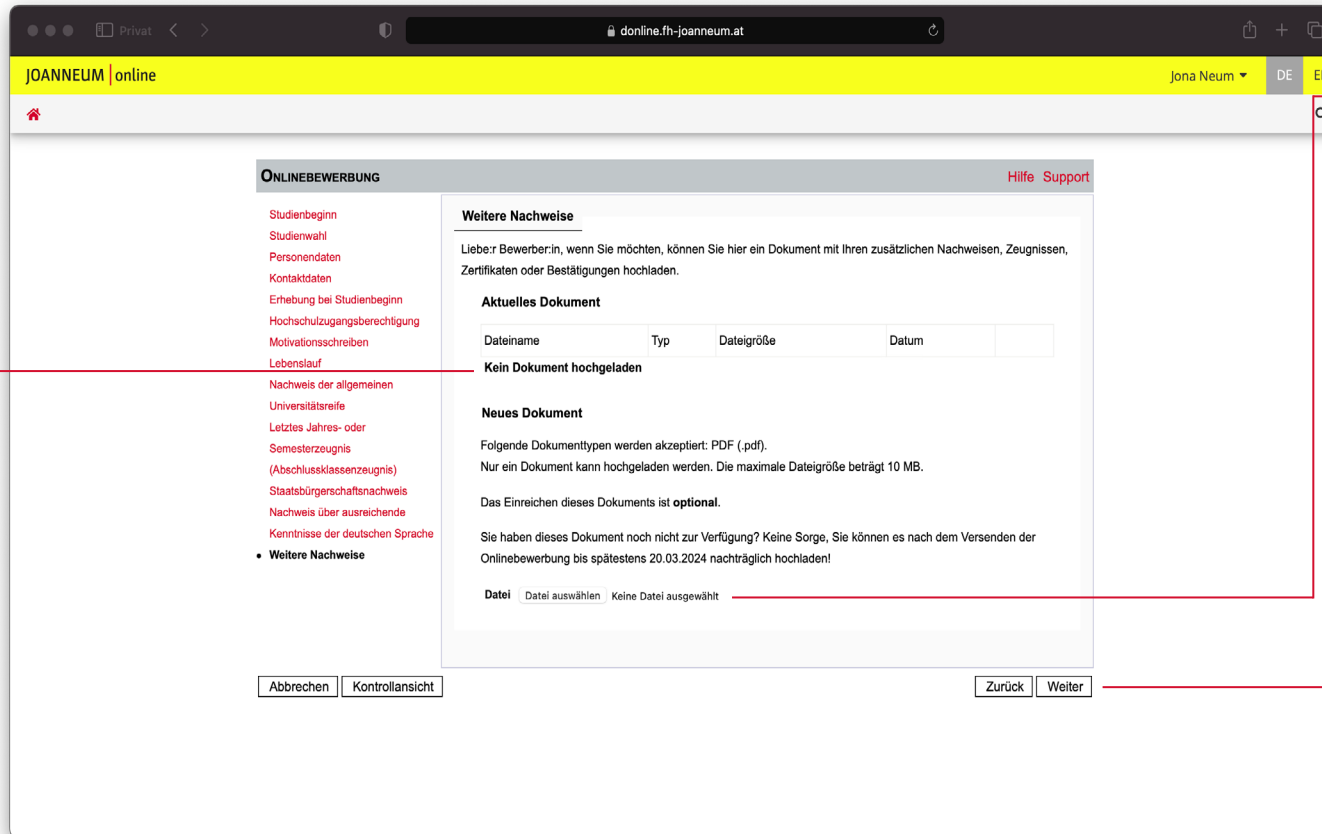 Privat
donline.fh-joanneum.at
JOANNEUM online
Jona Neum
DE
ONLINEBEWERBUNG
Hilfe Support
Studienbeginn
Studienwahl
Personendaten
Kontaktdaten
Erhebung bei Studienbeginn
Hochschulzugangsberechtigung
Motivationsschreiben
Lebenslauf
Nachweis der allgemeinen
Universitätsreife
Letztes Jahres- oder
Semesterzeugnis
(Abschlussklassenzeugnis)
Staatsbürgerschaftsnachweis
Nachweis über ausreichende
Kenntnisse der deutschen Sprache
• Weitere Nachweise
Weitere Nachweise
Liebe:r Bewerber:in, wenn Sie möchten, können Sie hier ein Dokument mit Ihren zusätzlichen Nachweisen, Zeugnissen,
Zertifikaten oder Bestätigungen hochladen.
Aktuelles Dokument
Dateiname Typ Dateigröße Datum
Kein Dokument hochgeladen
Neues Dokument
Folgende Dokumenttypen werden akzeptiert: PDF (.pdf).
Nur ein Dokument kann hochgeladen werden. Die maximale Dateigröße beträgt 10 MB.
Das Einreichen dieses Dokuments ist optional.
Sie haben dieses Dokument noch nicht zur Verfügung? Keine Sorge, Sie können es nach dem Versenden der
Onlinebewerbung bis spätestens 20.03.2024 nachträglich hochladen!
Datei Datei auswählen Keine Datei ausgewählt
Abbrechen Kontrollansicht
Zurück Weiter